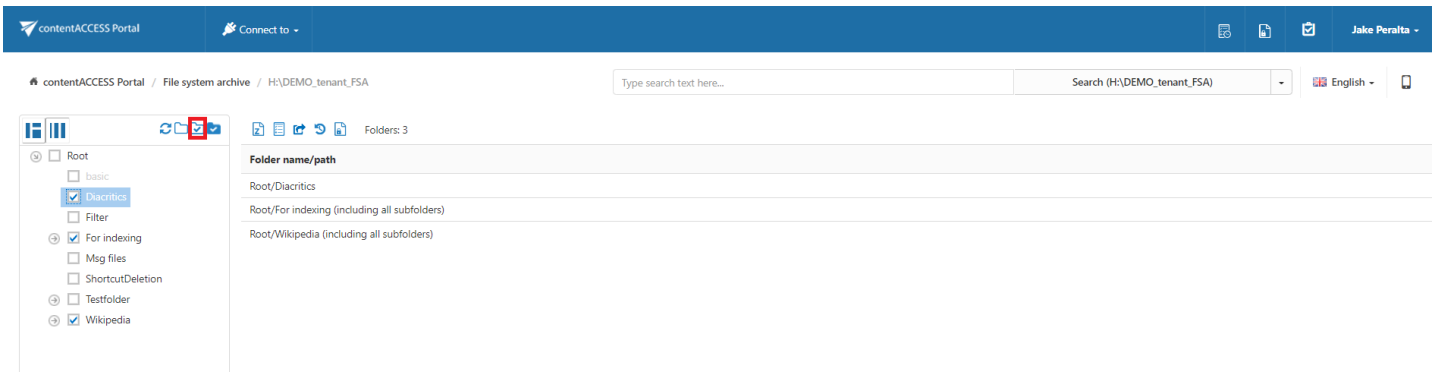 contentACCESS Portal
Connect to
Jake Peralta
contentACCESS Portal / File system archive / H:\DEMO_tenant_FSA
Type search text here...
Search (H:\DEMO_tenant_FSA)
English
Folders: 3
Root
basic
Diacritics
Filter
For indexing
Msg files
ShortcutDeletion
Testfolder
Wikipedia
Folder name/path
Root/Diacritics
Root/For indexing (including all subfolders)
Root/Wikipedia (including all subfolders)